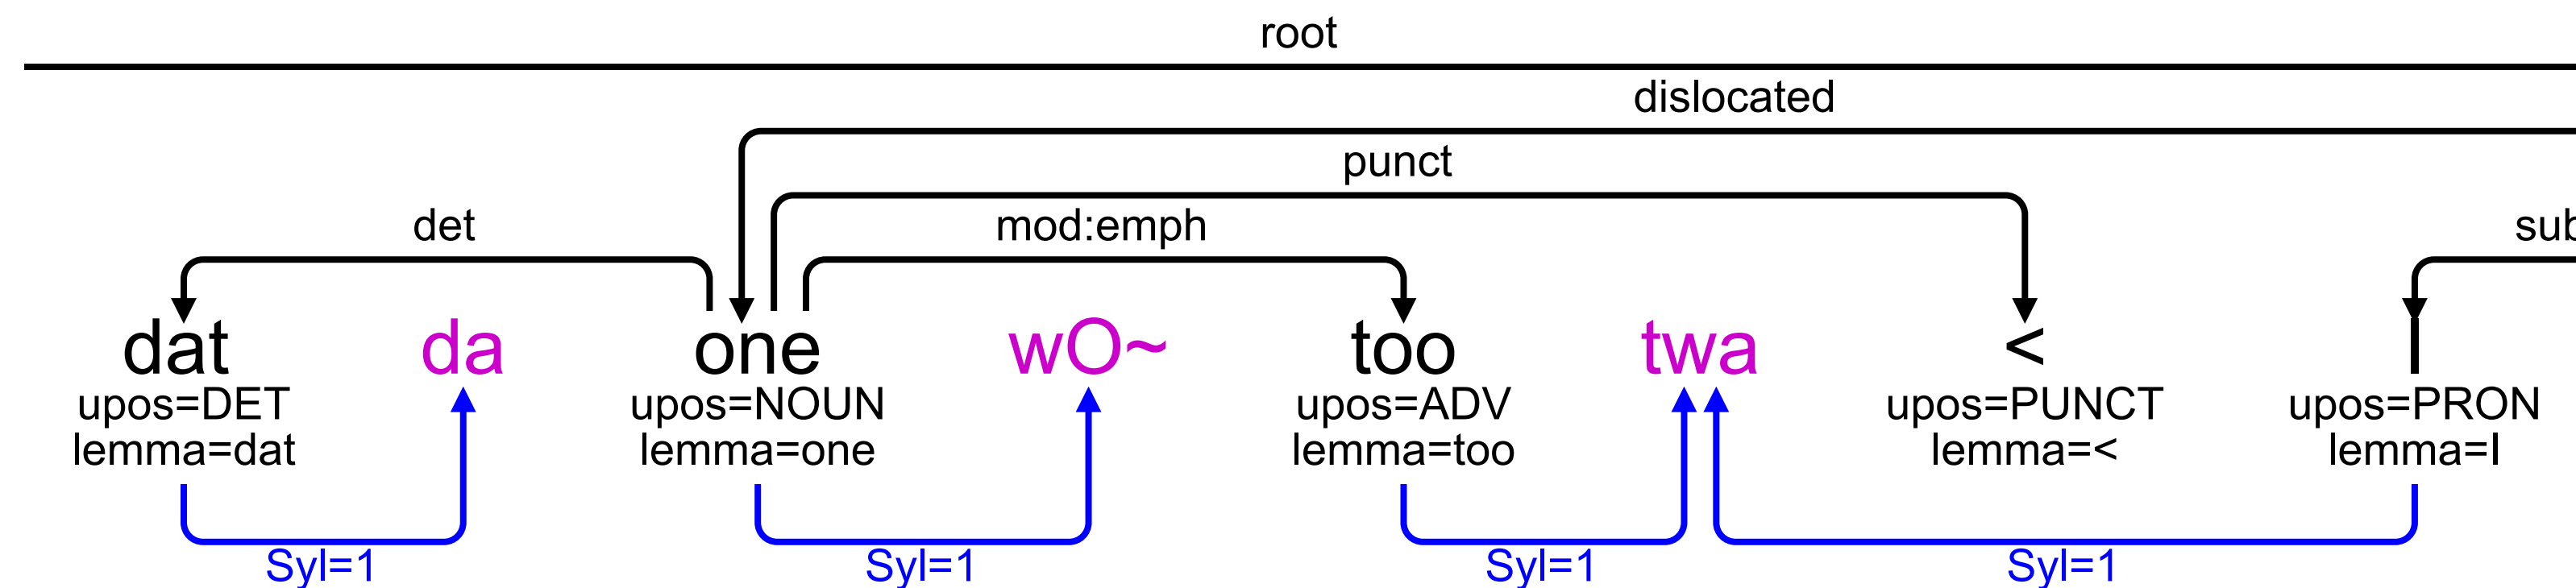 root
dislocated
punct
det mod:emph sub
dat da one wO~ too twa < I
upos=DET upos=NOUN upos=ADV upos=PUNCT upos=PRON
lemma=dat lemma=one lemma=too lemma=< lemma=I
Syl=1 Syl=1 Syl=1 Syl=1